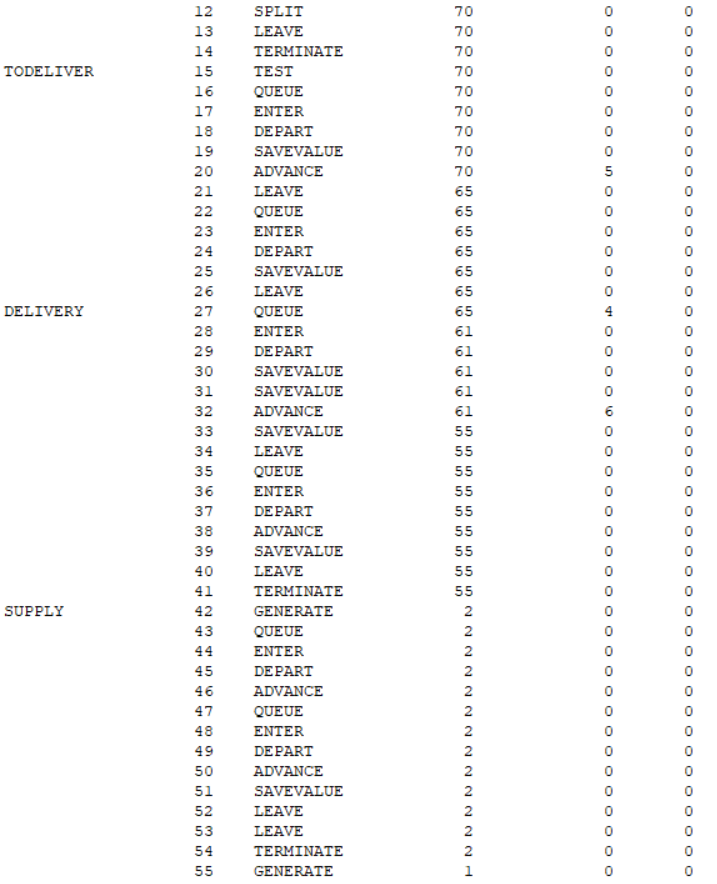 12 SPLIT 70 0 0
13 LEAVE 70 0 0
14 TERMINATE 70 0 0
TODELIVER 15 TEST 70 0 0
16 QUEUE 70 0 0
17 ENTER 70 0 0
18 DEPART 70 0 0
19 SAVEVALUE 70 0 0
20 ADVANCE 70 5 0
21 LEAVE 65 0 0
22 QUEUE 65 0 0
23 ENTER 65 0 0
24 DEPART 65 0 0
25 SAVEVALUE 65 0 0
26 LEAVE 65 0 0
DELIVERY 27 QUEUE 65 4 0
28 ENTER 61 0 0
29 DEPART 61 0 0
30 SAVEVALUE 61 0 0
31 SAVEVALUE 61 0 0
32 ADVANCE 61 6 0
33 SAVEVALUE 55 0 0
34 LEAVE 55 0 0
35 QUEUE 55 0 0
36 ENTER 55 0 0
37 DEPART 55 0 0
38 ADVANCE 55 0 0
39 SAVEVALUE 55 0 0
40 LEAVE 55 0 0
41 TERMINATE 55 0 0
SUPPLY 42 GENERATE 2 0 0
43 QUEUE 2 0 0
44 ENTER 2 0 0
45 DEPART 2 0 0
46 ADVANCE 2 0 0
47 QUEUE 2 0 0
48 ENTER 2 0 0
49 DEPART 2 0 0
50 ADVANCE 2 0 0
51 SAVEVALUE 2 0 0
52 LEAVE 2 0 0
53 LEAVE 2 0 0
54 TERMINATE 2 0 0
55 GENERATE 1 0 0